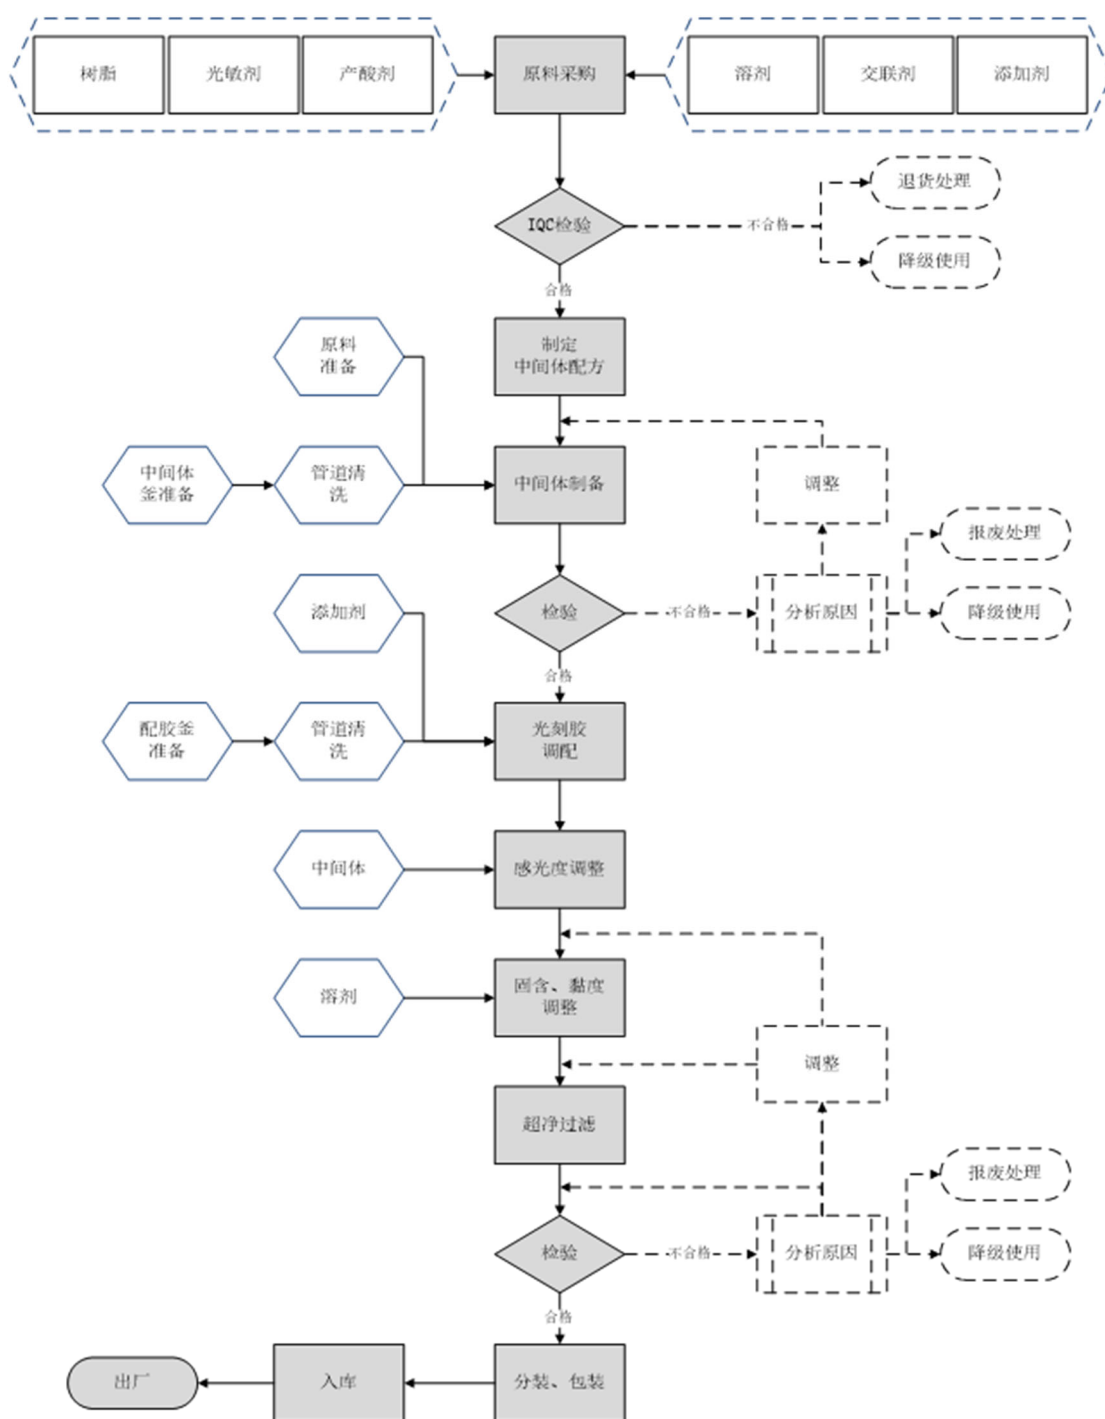 树脂
光敏剂
产酸剂
原料采购
溶剂
交联剂
添加剂
退货处理
IQC检验
不合格
降级使用
合格
原料
准备
制定
中间体配方
中间体
釜准备
管道清
洗
中间体制备
调整
报废处理
添加剂
检验
不合格
分析原因
降级使用
合格
配胶釜
准备
管道清
洗
光刻胶
调配
中间体
感光度调整
溶剂
固含、黏度
调整
调整
超净过滤
报废处理
检验
不合格
分析原因
降级使用
合格
出厂
入库
分装、包装